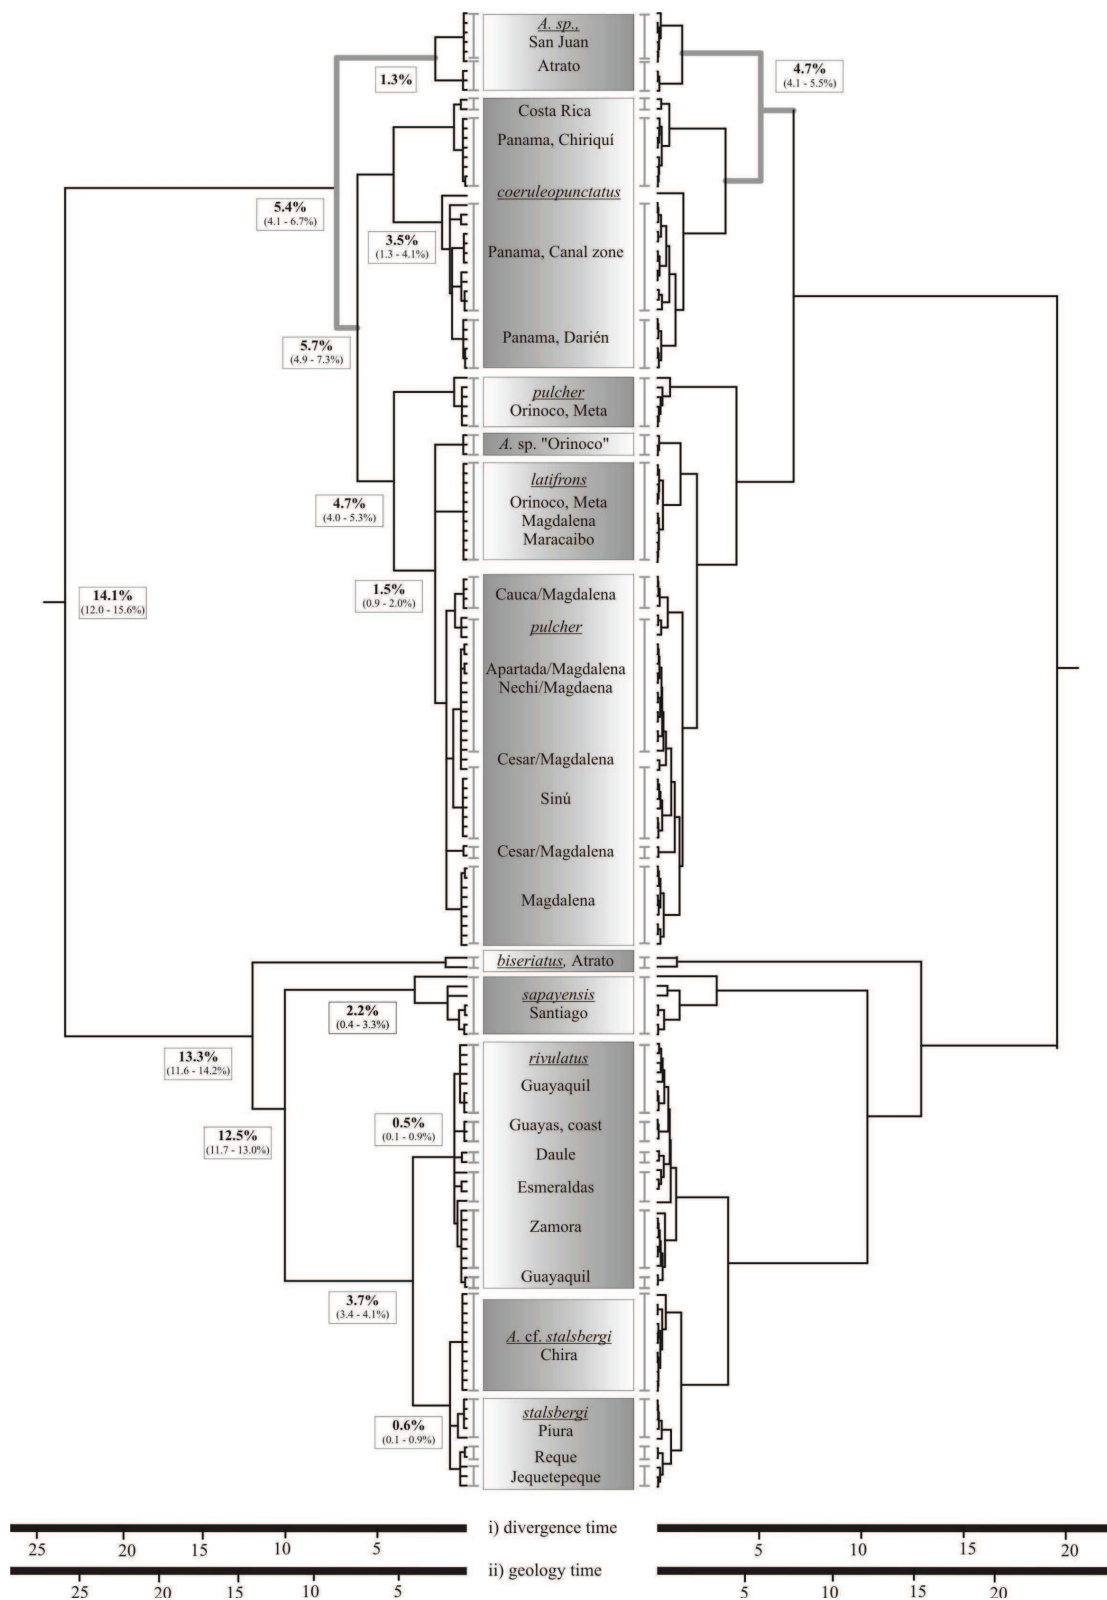 A. sp.,
San Juan
Atrato
1.3%
4.7%
(4.1 - 5.5%)
Costa Rica
Panama, Chiriquí
coeruleopunctatus
5.4%
(4.1 - 6.7%)
3.5%
(1.3 - 4.1%)
Panama, Canal zone
Panama, Darién
5.7%
(4.9 - 7.3%)
pulcher
Orinoco, Meta
A. sp. "Orinoco"
latifrons
Orinoco, Meta
Magdalena
Maracaibo
4.7%
(4.0 - 5.3%)
14.1%
(12.0 - 15.6%)
1.5%
(0.9 - 2.0%)
Cauca/Magdalena
pulcher
Apartada/Magdalena
Nechi/Magdaena
Cesar/Magdalena
Sinú
Cesar/Magdalena
Magdalena
biseriatus, Atrato
sapayensis
Santiago
2.2%
(0.4 - 3.3%)
13.3%
(11.6 - 14.2%)
rivulatus
Guayaquil
0.5%
(0.1 - 0.9%)
Guayas, coast
12.5%
(11.7 - 13.0%)
Daule
Esmeraldas
Zamora
Guayaquil
3.7%
(3.4 - 4.1%)
A. cf. stalsbergi
Chira
stalsbergi
Piura
0.6%
(0.1 - 0.9%)
Reque
Jequetepeque
i) divergence time
25 20 15 10 5 5 10 15 20
ii) geology time
25 20 15 10 5 5 10 15 20